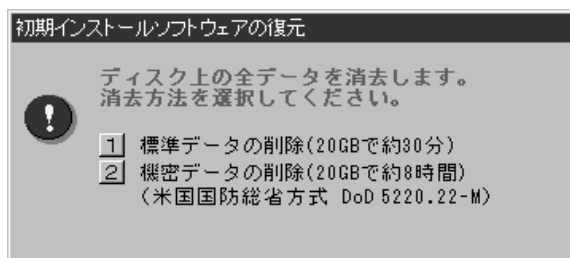 初期インストールソフトウェアの復元
ディスク上の全データを消去します。
消去方法を選択してください。
1 標準データの削除(20GBで約30分)
2 機密データの削除(20GBで約8時間)
(米国国防総省方式 DoD 5220.22-M)